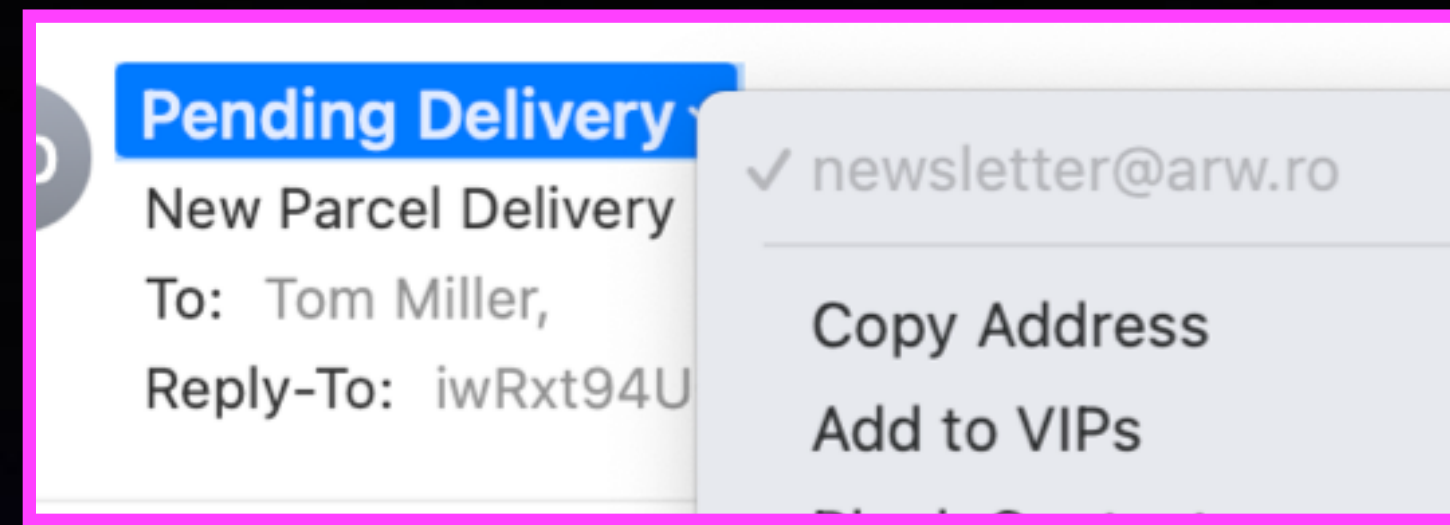 Pending Delivery
New Parcel Delivery
To: Tom Miller,
Reply-To: iwRxt94U
newsletter@arw.ro
Copy Address
Add to VIPs